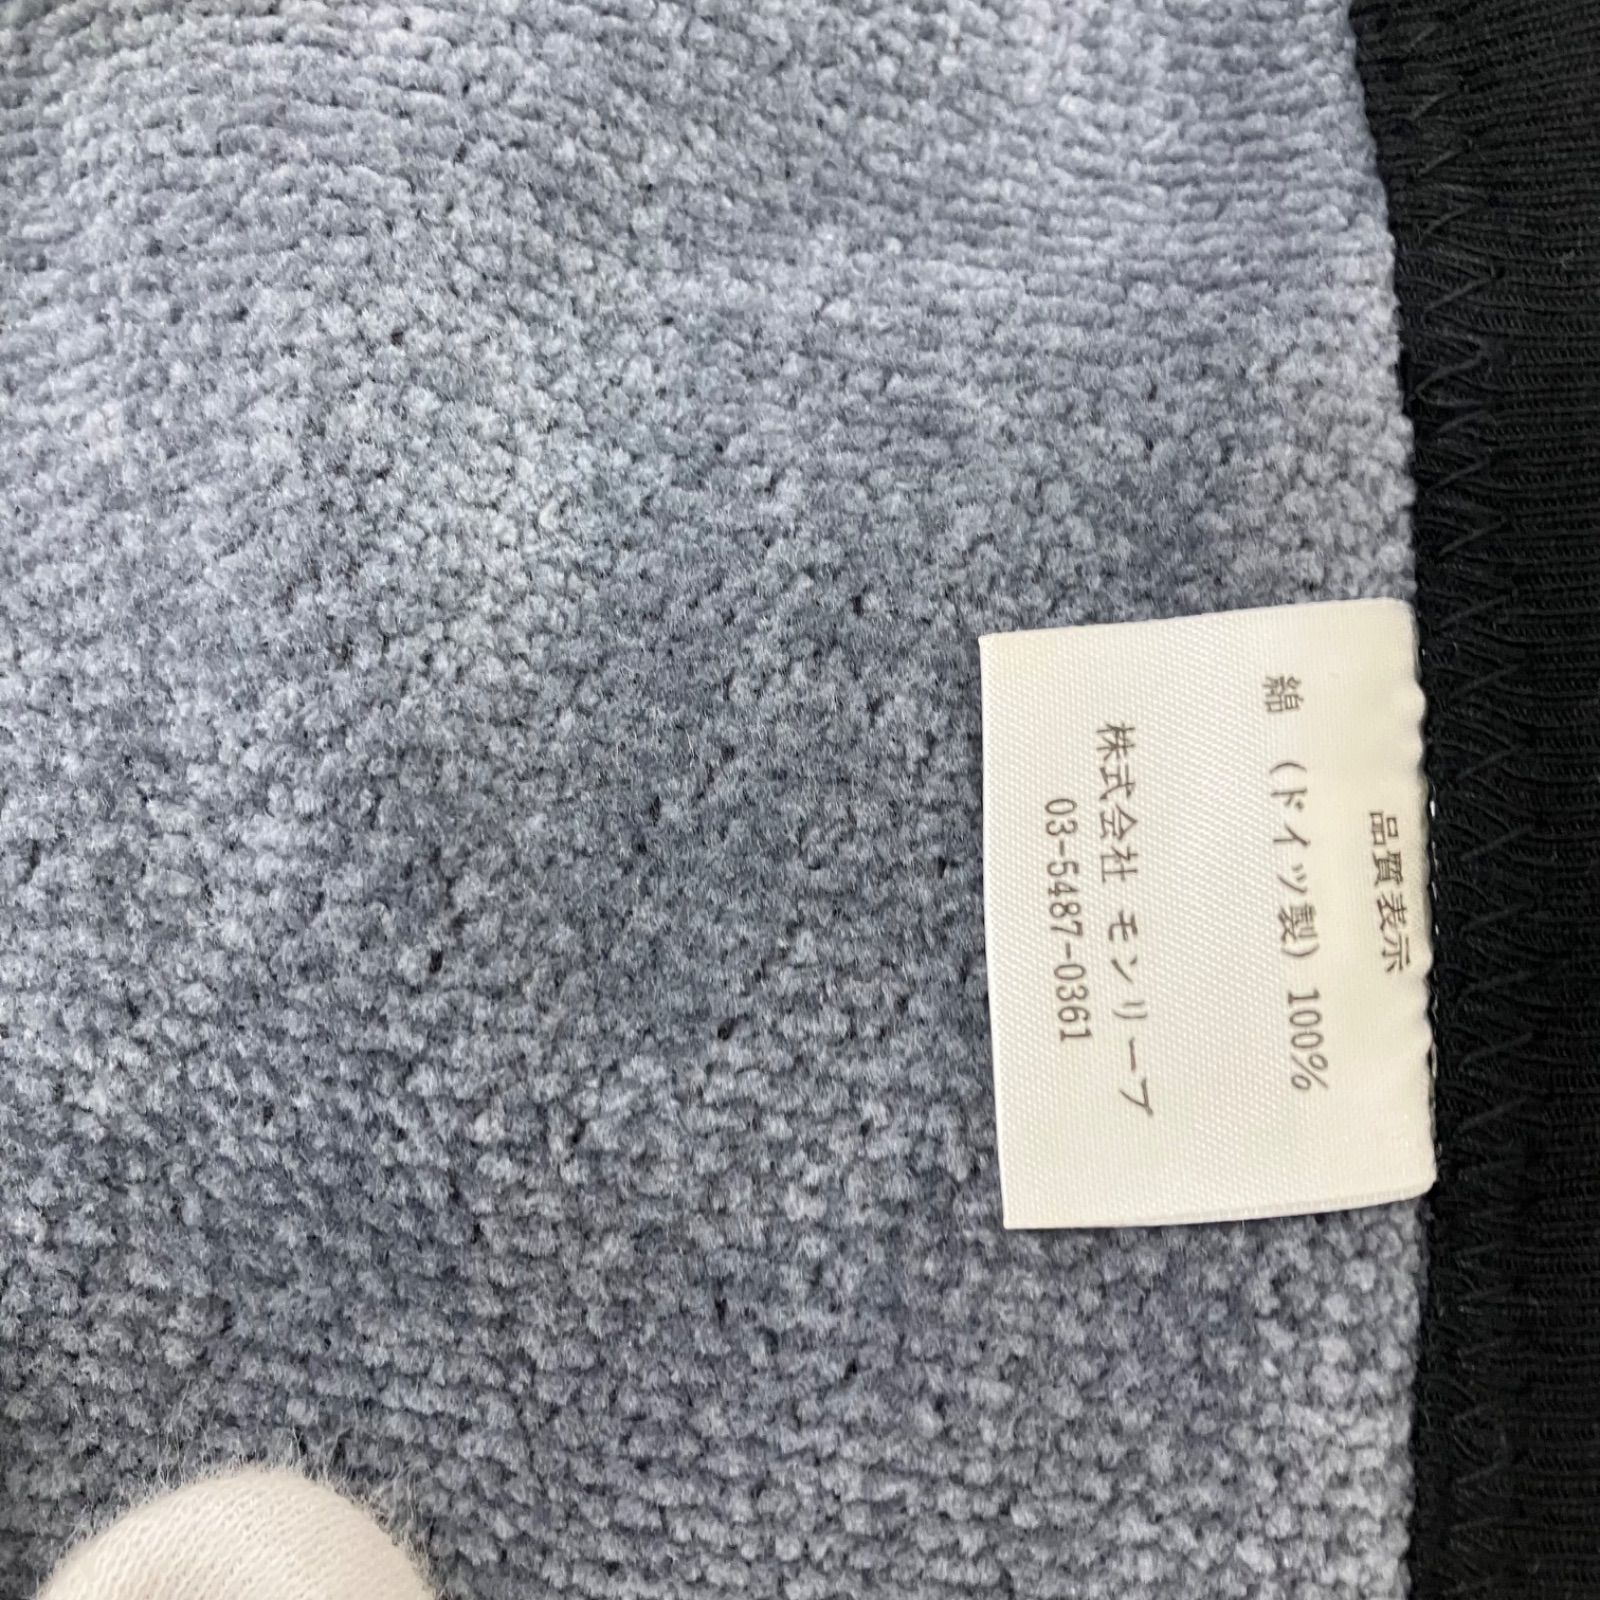 品質表示
綿 (ドイツ製) 100%
株式会社 モンリーブ
03-5487-0361